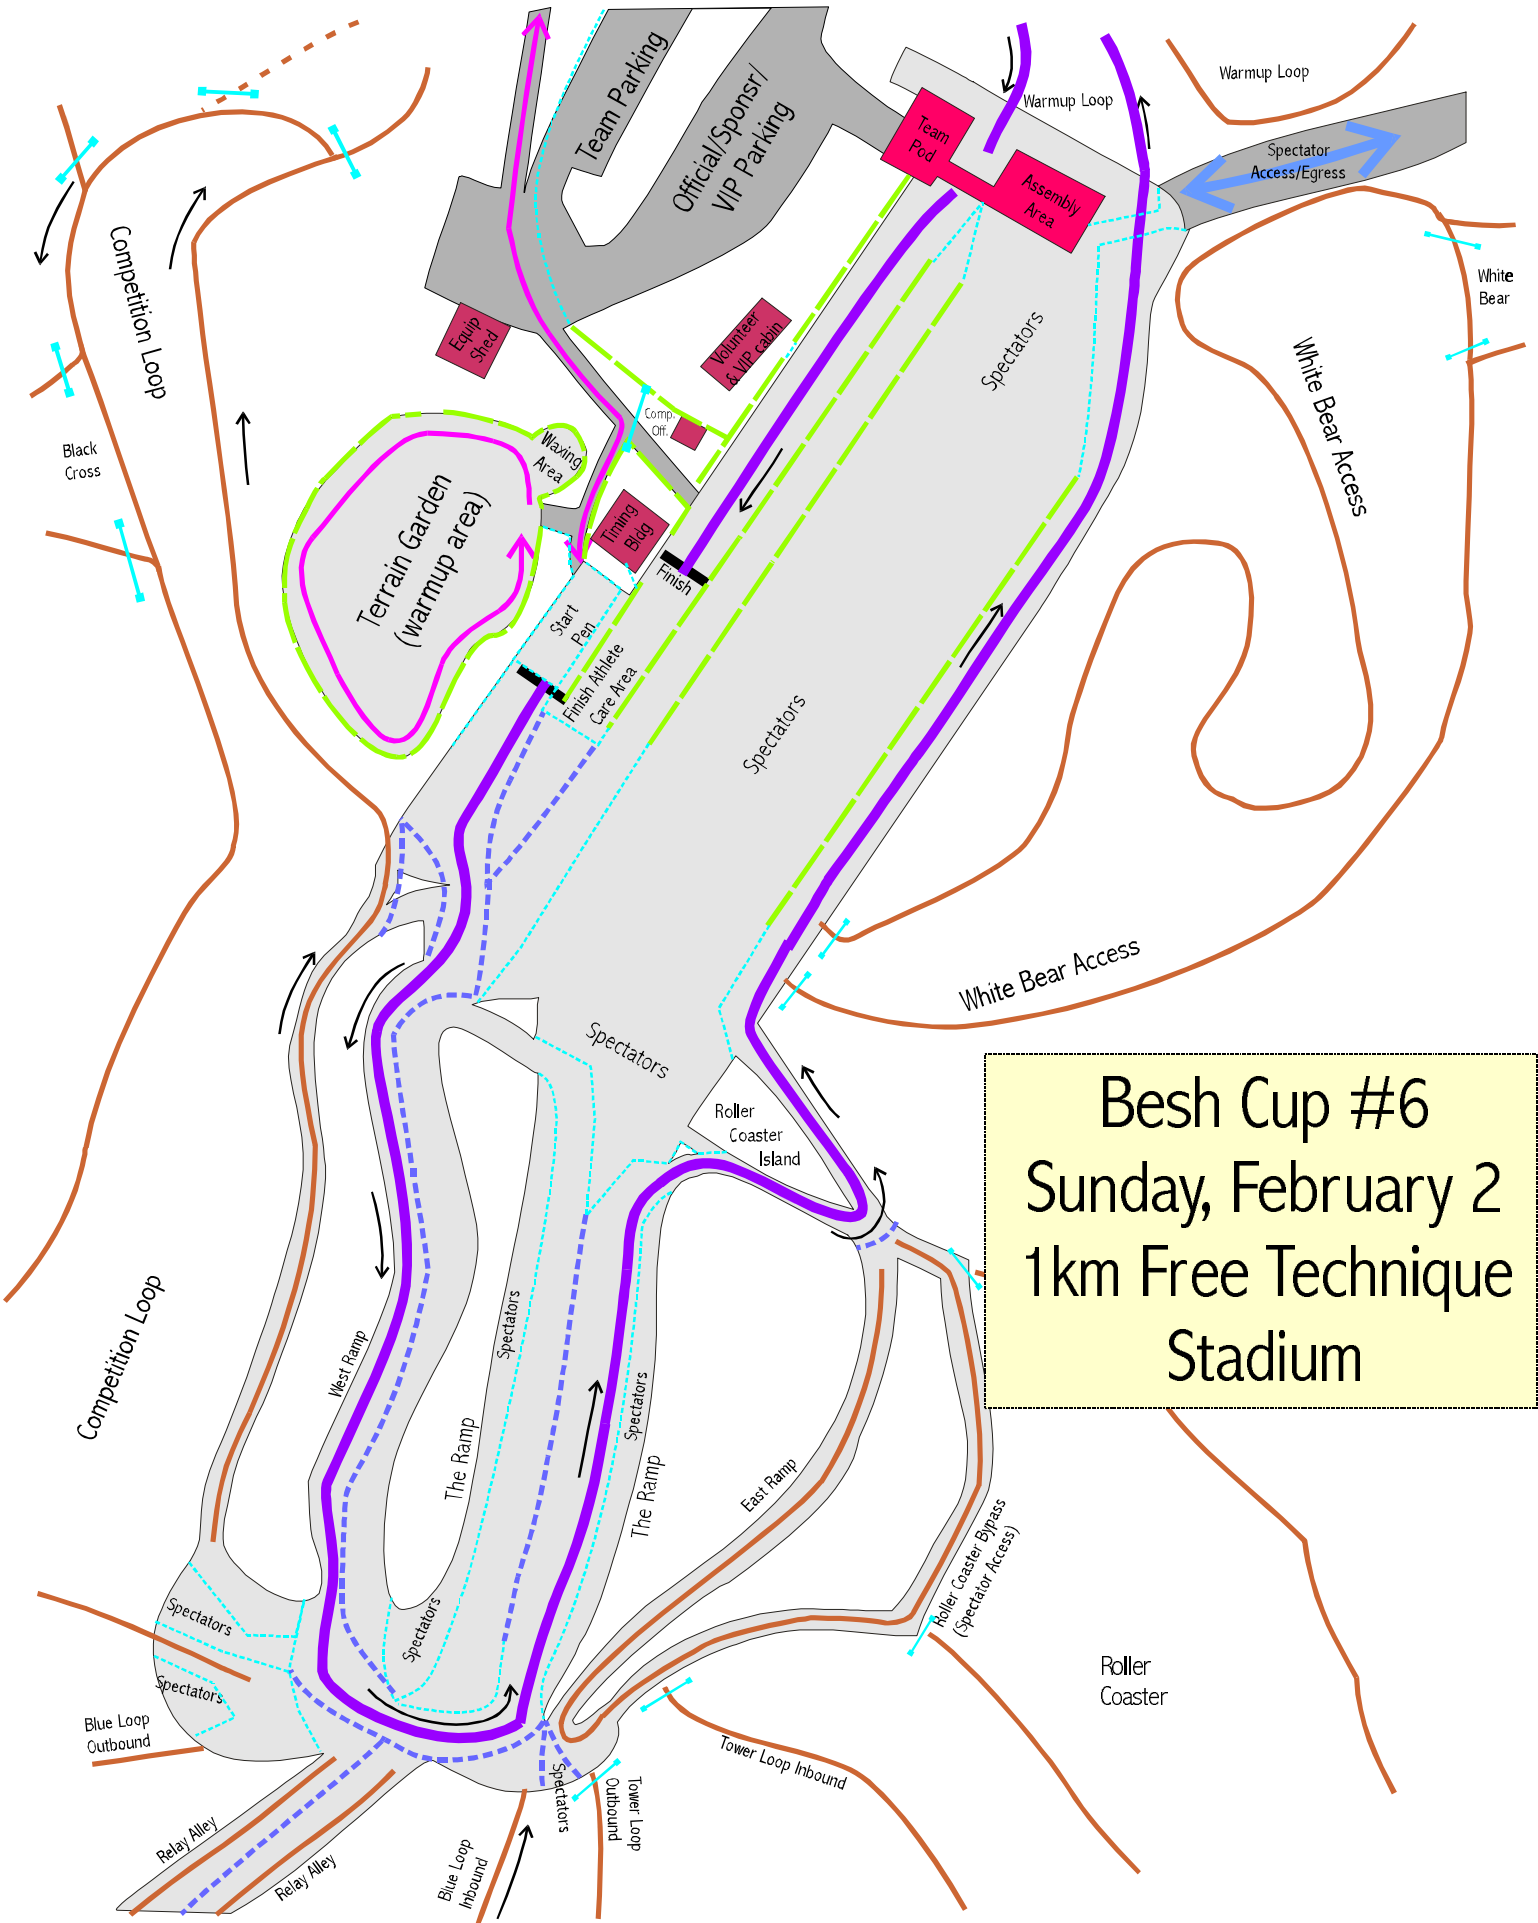 Team Parking
Official/Sponsr/
VIP Parking
Team
Pod
Warmup Loop
Warmup Loop
Assembly
Area
Spectator
Access/Egress
White
Bear
Competition Loop
Equip
Shed
Volunteer
& VIP cabin
Spectators
White Bear Access
Comp.
Off.
Black
Cross
Waxing
Area
Terrain Garden
(warmup area)
Timing
Bldg
Finish
Start
Pen
Finish Athlete
Care Area
Spectators
White Bear Access
Spectators
Besh Cup #6
Sunday, February 2
1km Free Technique
Stadium
Roller
Coaster
Island
Competition Loop
West Ramp
Spectators
Spectators
The Ramp
The Ramp
East Ramp
Roller Coaster Bypass
(Spectator Access)
Spectators
Spectators
Spectators
Roller
Coaster
Blue Loop
Outbound
Tower Loop Inbound
Spectators
Tower Loop
Outbound
Relay Alley
Relay Alley
Blue Loop
Inbound